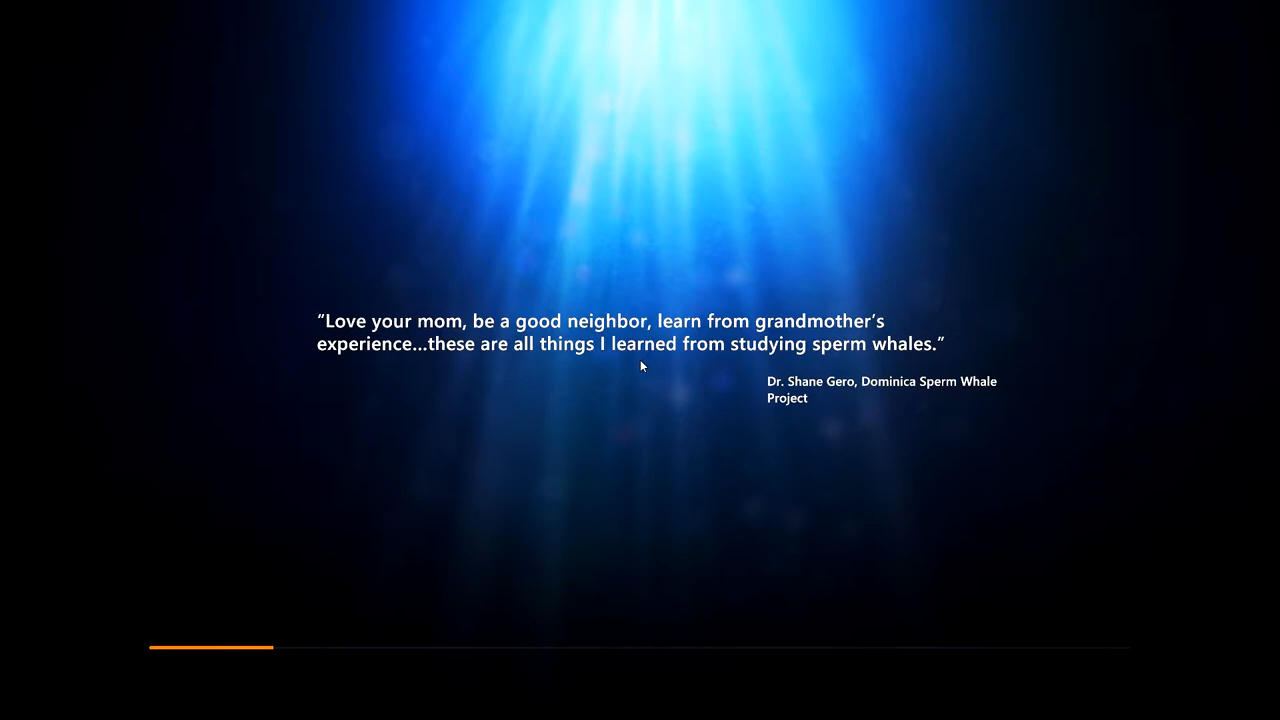 “Love your mom, be a good neighbor, learn from grandmother’s
experience...these are all things I learned from studying sperm whales.”
Dr. Shane Gero, Dominica Sperm Whale
Project